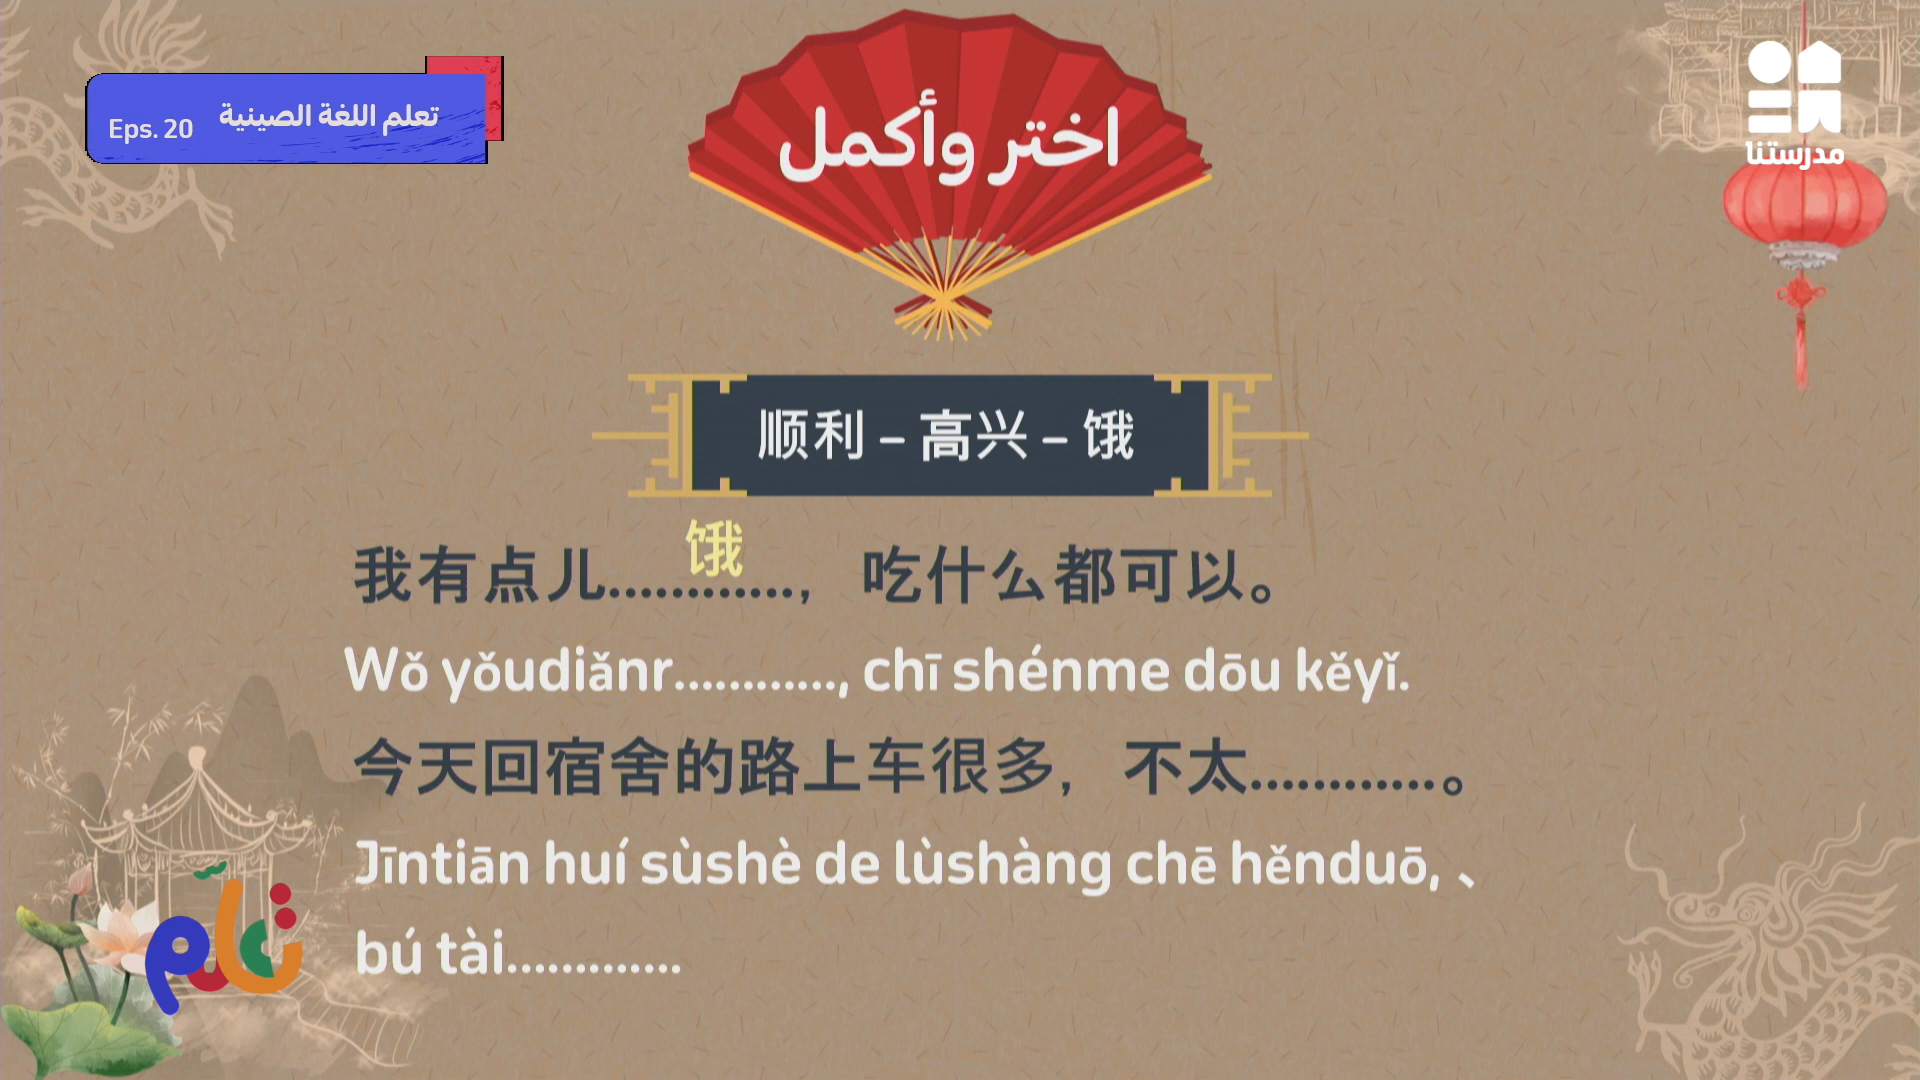 تعلم اللغة الصينية
Eps. 20
اختر وأكمل
مدرستنا
顺利 – 高兴 – 饿
饿
我有点儿............， 吃什么都可以。
Wǒ yǒudiǎnr............., chī shénme dōu kěyǐ.
今天回宿舍的路上车很多， 不太............。
Jīntiān huí sùshè de lùshàng chē hěnduō, 、
bú tài.............
تعلم